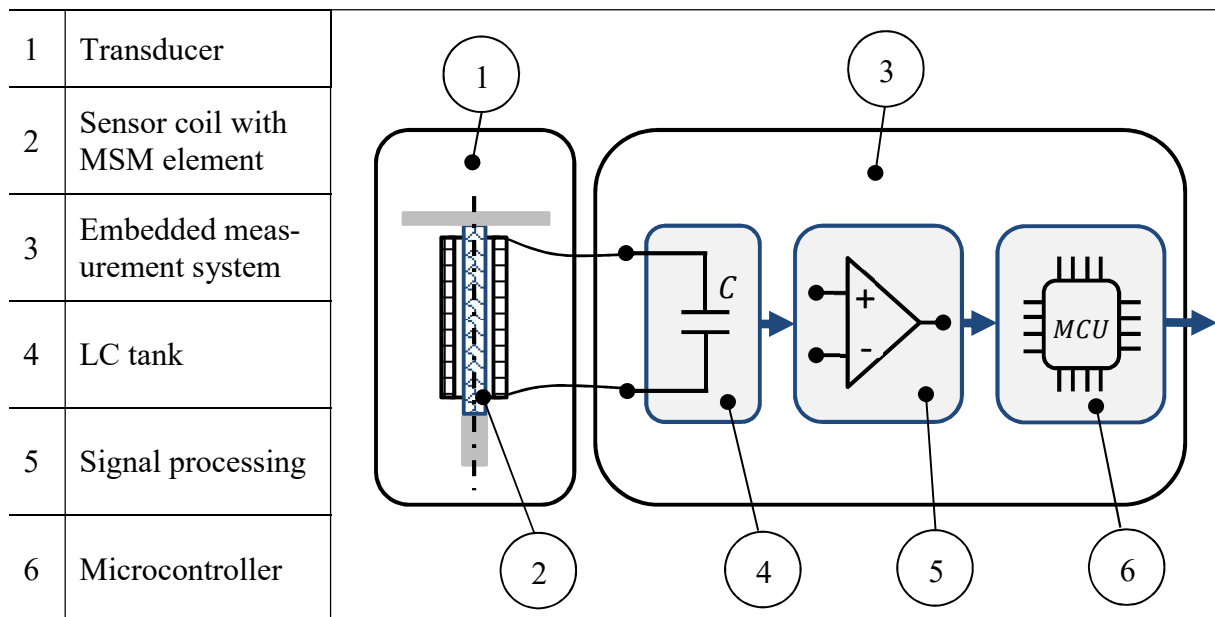 1 Transducer
2 Sensor coil with
MSM element
3 Embedded meas-
urement system
4 LC tank
5 Signal processing
6 Microcontroller
1
3
C
+
-
MCU
2
4
5
6